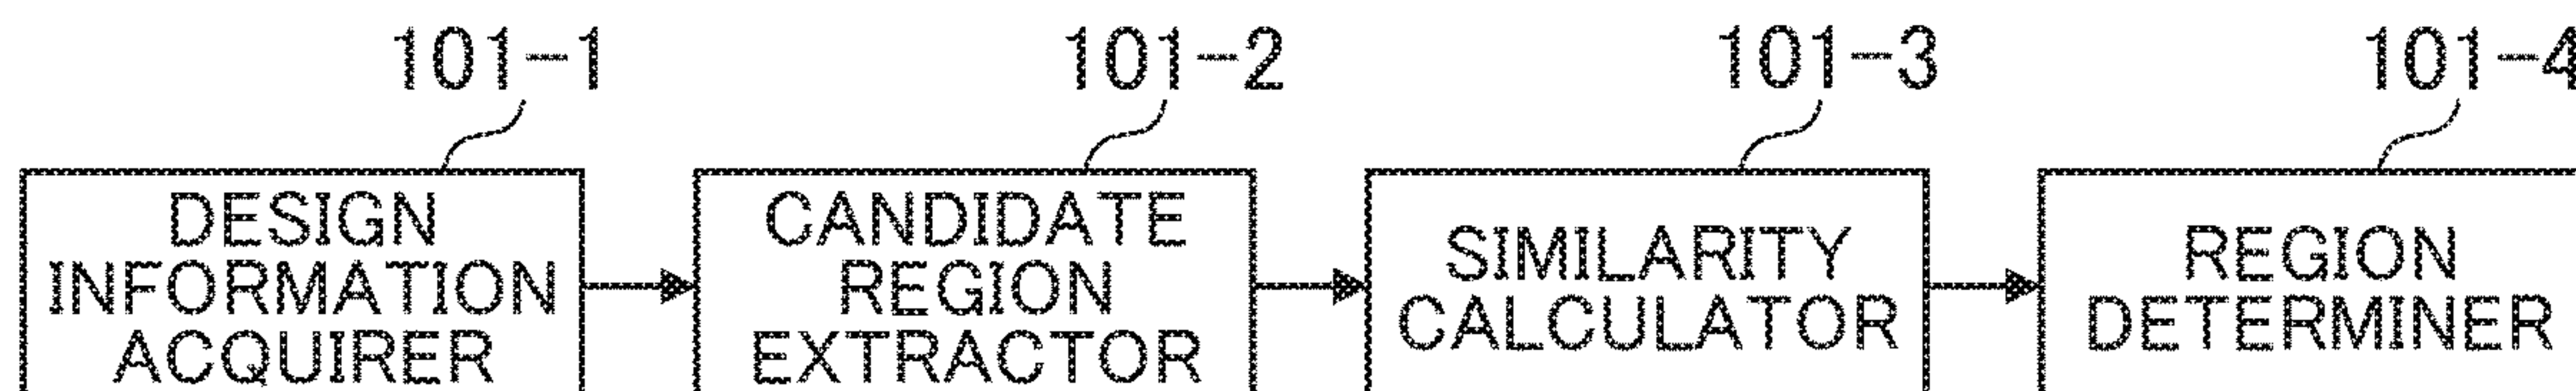 101-1
101-2
101-3
101-4
DESIGN
INFORMATION
ACQUIRER
CANDIDATE
REGION
EXTRACTOR
SIMILARITY
CALCULATOR
REGION
DETERMINER